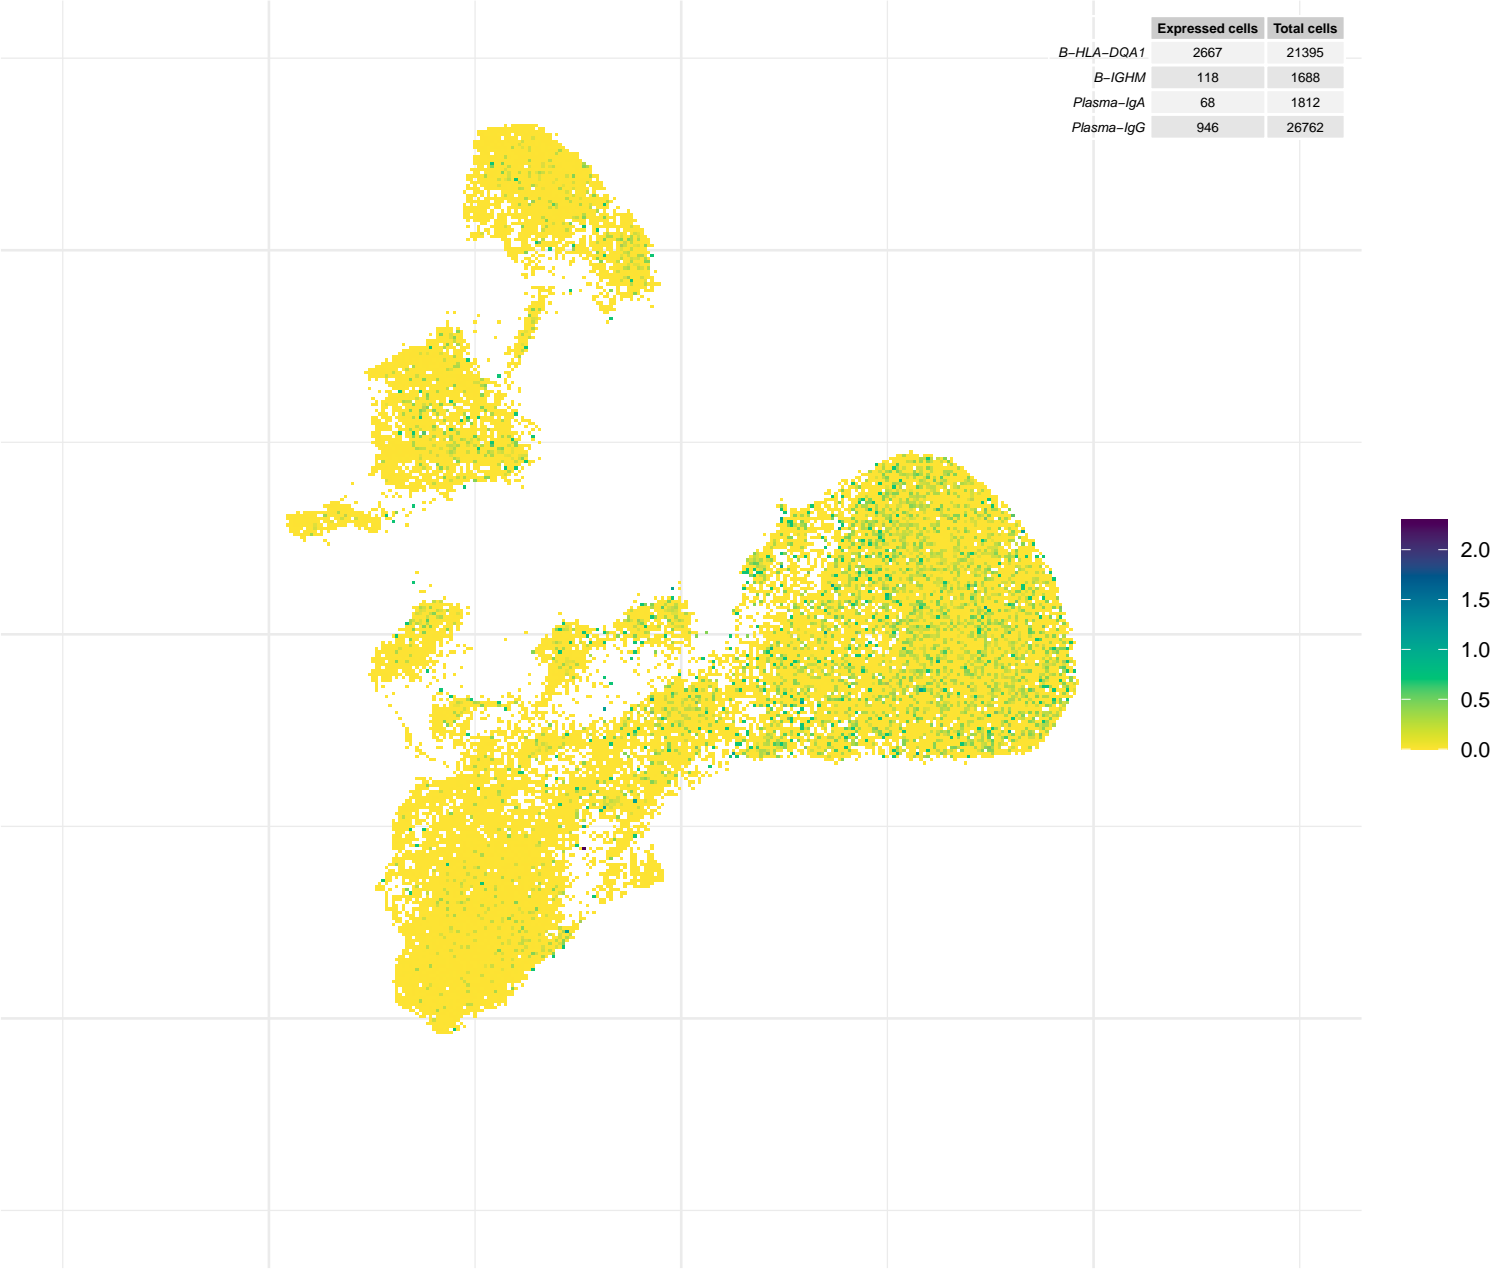 Expressed cells Total cells
B−HLA−DQA1 2667 21395
B−IGHM 118 1688
Plasma−IgA 68 1812
Plasma−IgG 946 26762
2.0
1.5
1.0
0.5
0.0